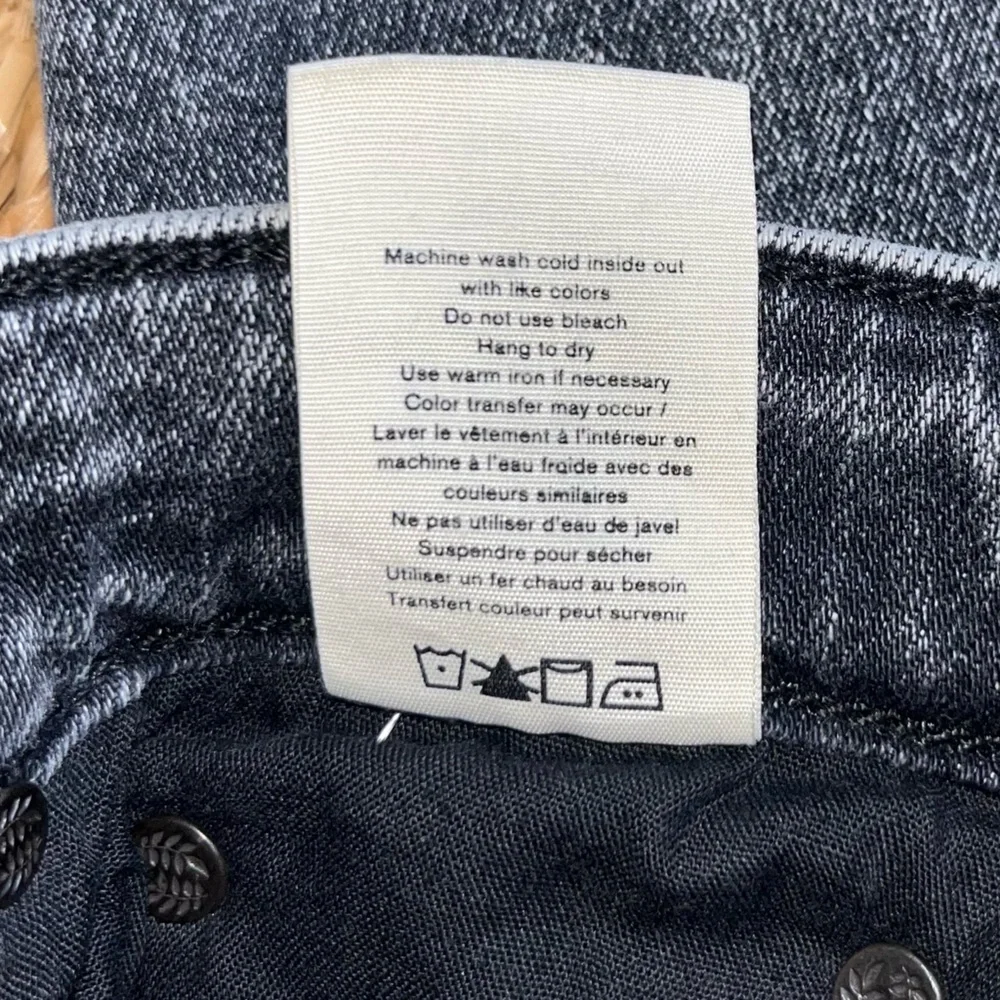 Machine wash cold inside out
with like colors
Do not use bleach
Hang to dry
Use warm iron if necessary
Color transfer may occur /
Laver le vêtement à l'intérieur en
machine à l'eau froide avec des
couleurs similaires
Ne pas utiliser d'eau de javel
Suspendre pour sécher
Utiliser un fer chaud au besoin
Transfert couleur peut survenir